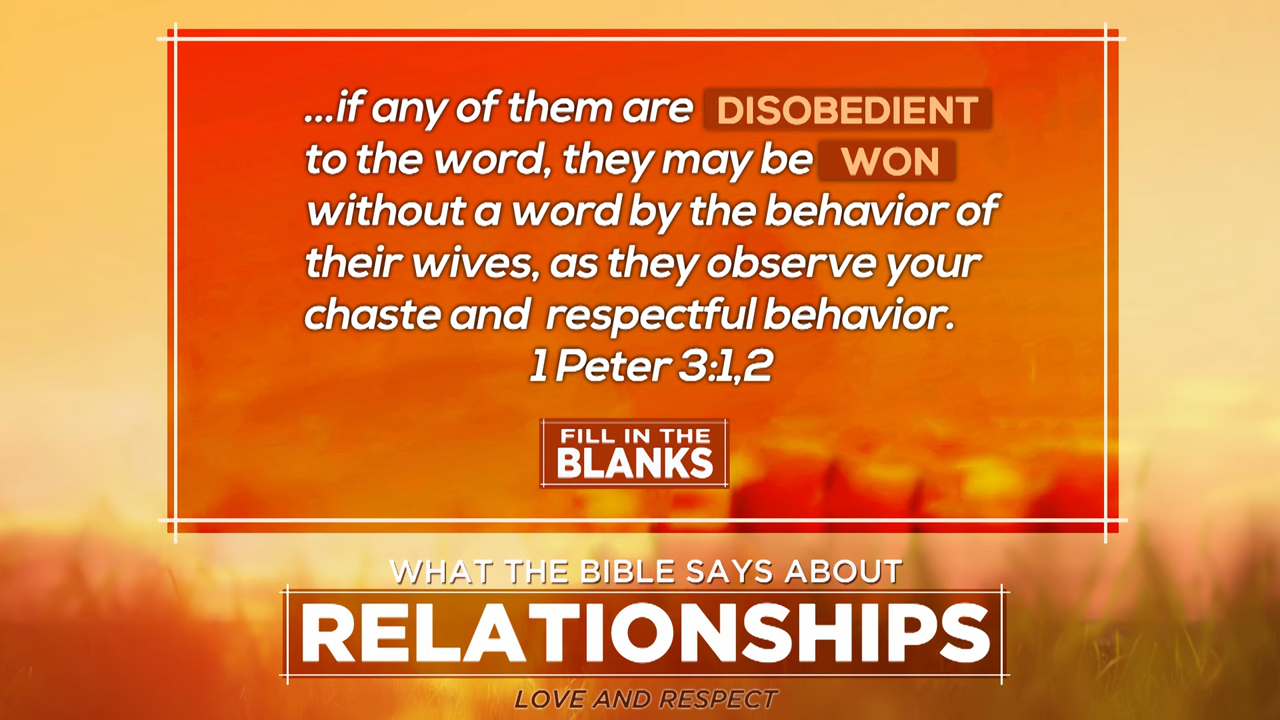 ...if any of them are DISOBEDIENT
to the word, they may be WON
without a word by the behavior of
their wives, as they observe your
chaste and respectful behavior.
1 Peter 3:1,2
FILL IN THE
BLANKS
WHAT THE BIBLE SAYS ABOUT
RELATIONSHIPS
LOVE AND RESPECT